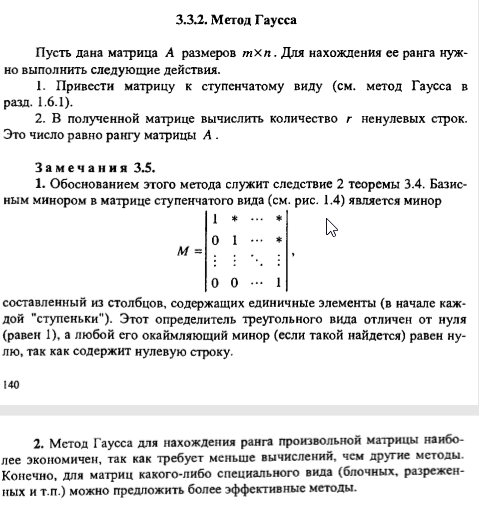 3.3.2. Метод Гаусса
Пусть дана матрица A размеров m×n. Для нахождения ее ранга нуж-
но выполнить следующие действия.
1. Привести матрицу к ступенчатому виду (см. метод Гаусса в
разд. 1.6.1).
2. В полученной матрице вычислить количество r ненулевых строк.
Это число равно рангу матрицы A .
Замечания 3.5.
1. Обоснованием этого метода служит следствие 2 теоремы 3.4. Базис-
ным минором в матрице ступенчатого вида (см. рис. 1.4) является минор
1 * ⋯ *
0 1 ⋯ *
M =
⋮ ⋮ ⋱ ⋮ ,
0 0 ⋯ 1
составленный из столбцов, содержащих единичные элементы (в начале каж-
дой "ступеньки"). Этот определитель треугольного вида отличен от нуля
(равен 1), а любой его окаймляющий минор (если такой найдется) равен ну-
лю, так как содержит нулевую строку.
140
2. Метод Гаусса для нахождения ранга произвольной матрицы наибо-
лее экономичен, так как требует меньше вычислений, чем другие методы.
Конечно, для матриц какого-либо специального вида (блочных, разрежен-
ных и т.п.) можно предложить более эффективные методы.